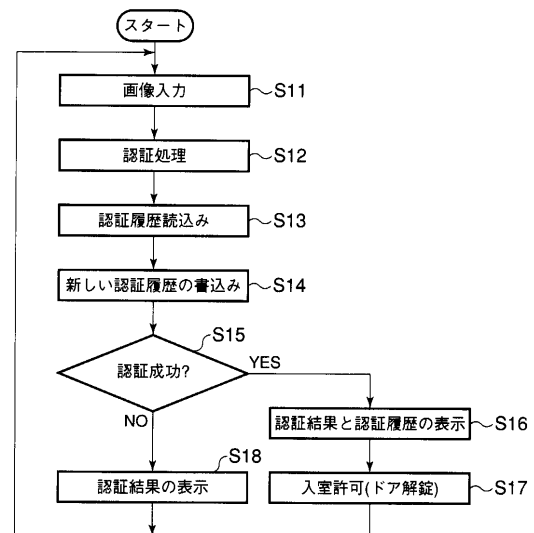 スタート
画像入力 S11
認証処理 S12
認証履歴読込み S13
新しい認証履歴の書込み S14
S15
認証成功? YES
NO
認証結果と認証履歴の表示 S16
S18
認証結果の表示
入室許可(ドア解錠) S17